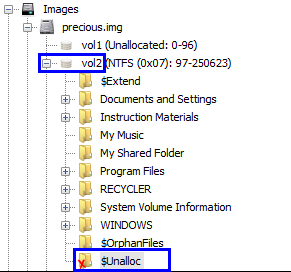 Images
precious.img
vol1 (Unallocated: 0-96)
vol2 (NTFS (0x07): 97-250623)
$Extend
Documents and Settings
Instruction Materials
My Music
My Shared Folder
Program Files
RECYCLER
System Volume Information
WINDOWS
$OrphanFiles
$Unalloc